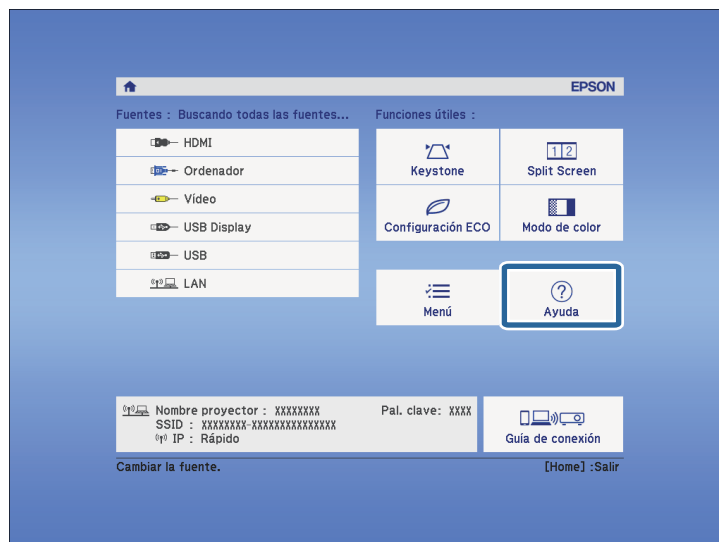 EPSON
Fuentes : Buscando todas las fuentes...
Funciones útiles :
HDMI
Ordenador
Vídeo
USB Display
USB
LAN
Keystone
1 2
Split Screen
Configuración ECO
Modo de color
Menú
?
Ayuda
Nombre proyector : XXXXXXXX
Pal. clave: XXXX
SSID : XXXXXXXX-XXXXXXXXXXXXXXX
IP : Rápido
Guía de conexión
Cambiar la fuente.
[Home] :Salir